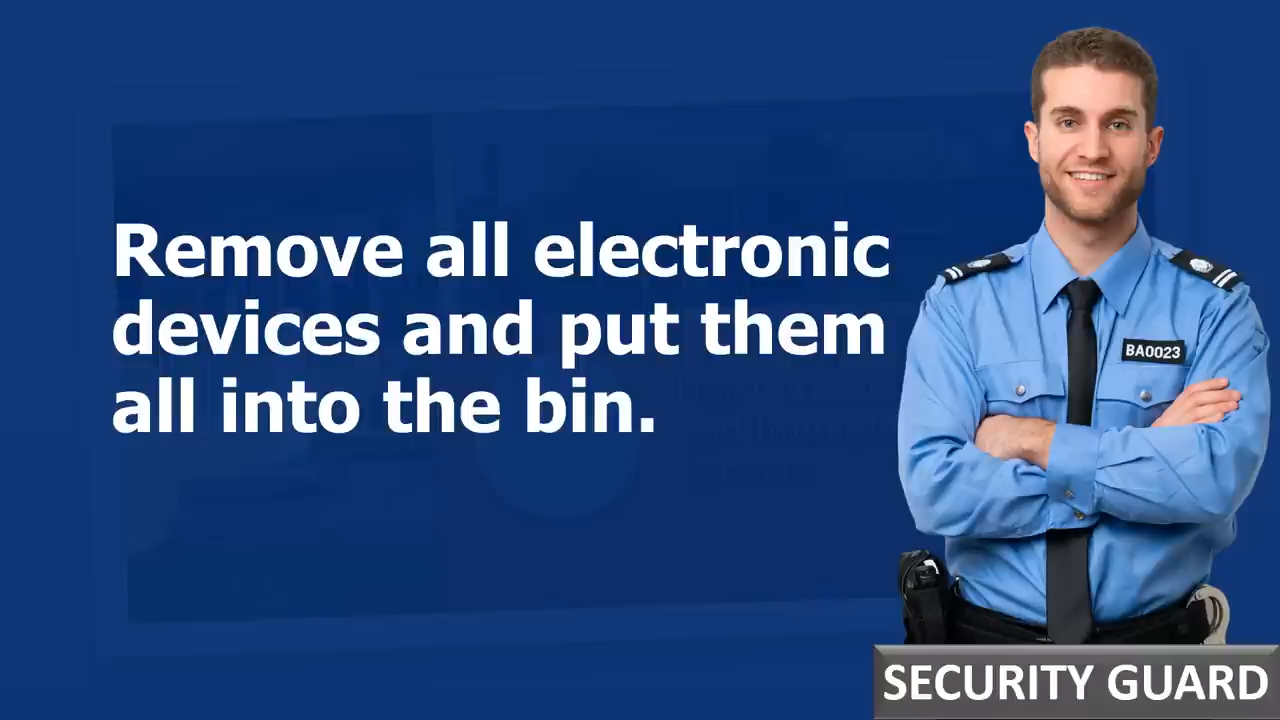 Remove all electronic
devices and put them
all into the bin.
BA0023
SECURITY GUARD